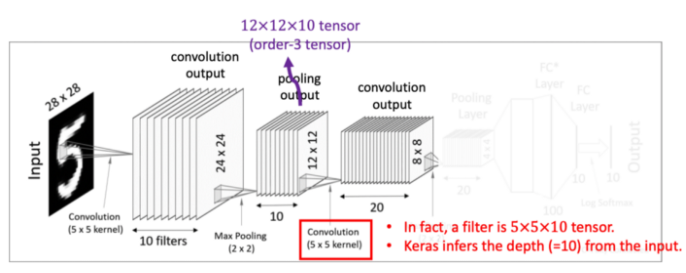 12×12×10 tensor
(order-3 tensor)
convolution
output
pooling
output
convolution
output
28 x 28
Input
24 x 24
12 x 12
8 x 8
Pooling
Layer
4 x 4
FC*
Layer
FC
Layer
Output
Convolution
(5 x 5 kernel)
10 filters
Max Pooling
(2 x 2)
10
Convolution
(5 x 5 kernel)
20
20
100
10
10
Log Softmax
• In fact, a filter is 5×5×10 tensor.
• Keras infers the depth (=10) from the input.